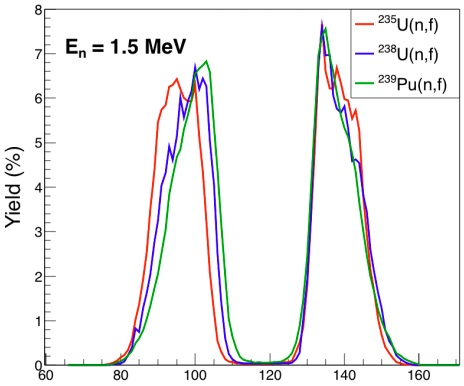 8
²³⁵U(n,f)
Eₙ = 1.5 MeV
²³⁸U(n,f)
7
²³⁹Pu(n,f)
6
5
Yield (%)
4
3
2
1
0
60 80 100 120 140 160